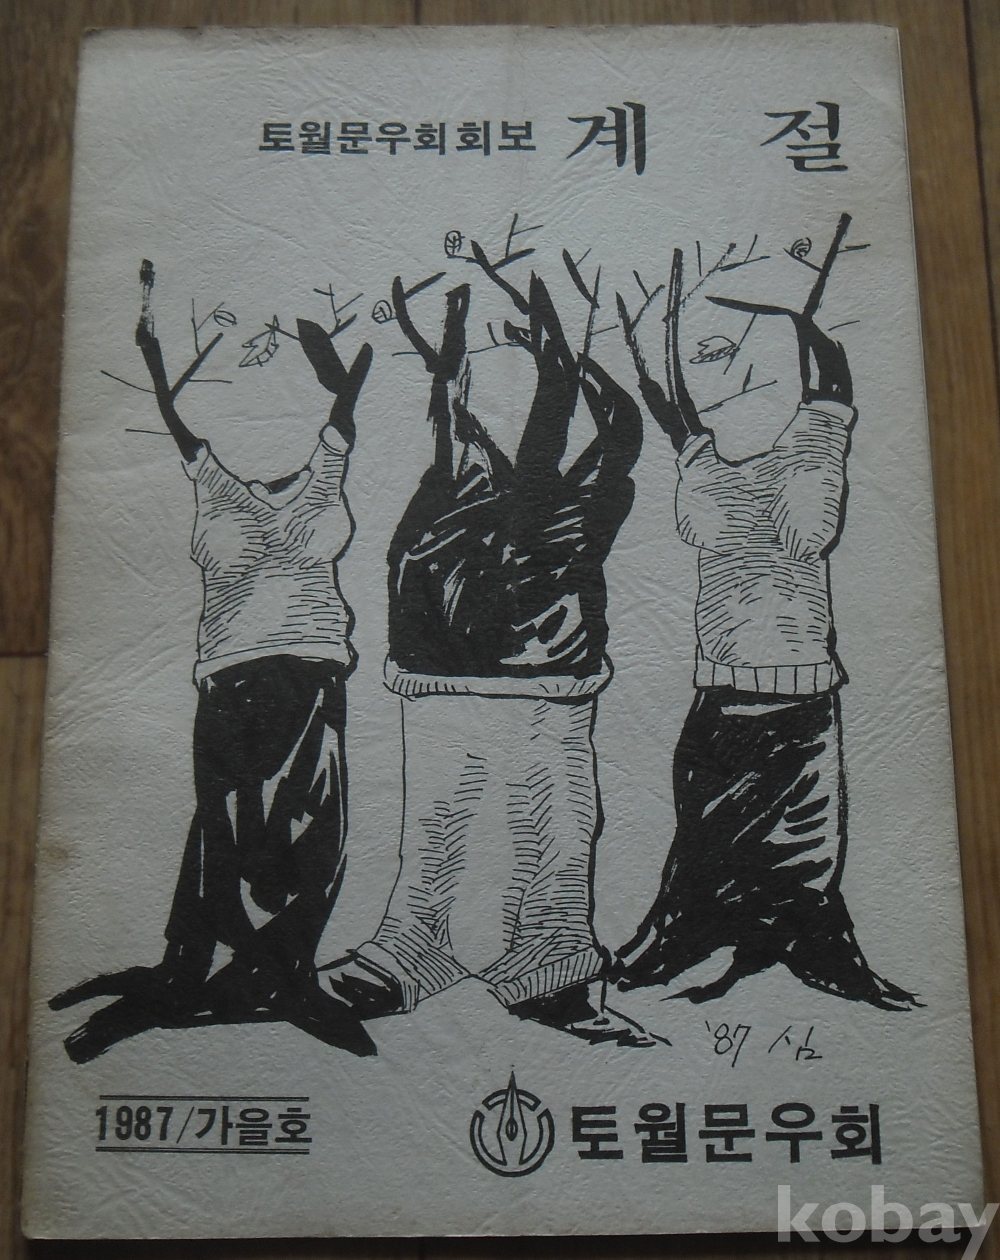 토월문우회회보 계 절
'87 심
1987/가을호
토월문우회
kobay